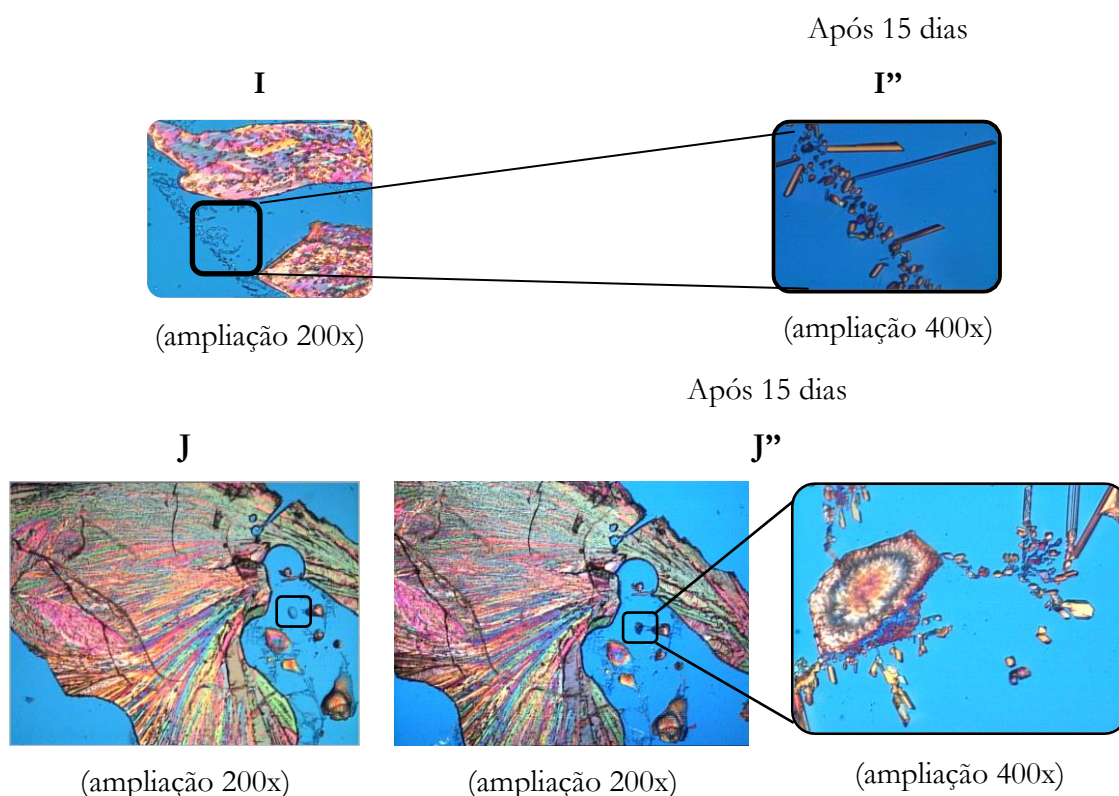 Após 15 dias
I
I”
(ampliação 200x)
(ampliação 400x)
Após 15 dias
J
J”
(ampliação 200x)
(ampliação 200x)
(ampliação 400x)